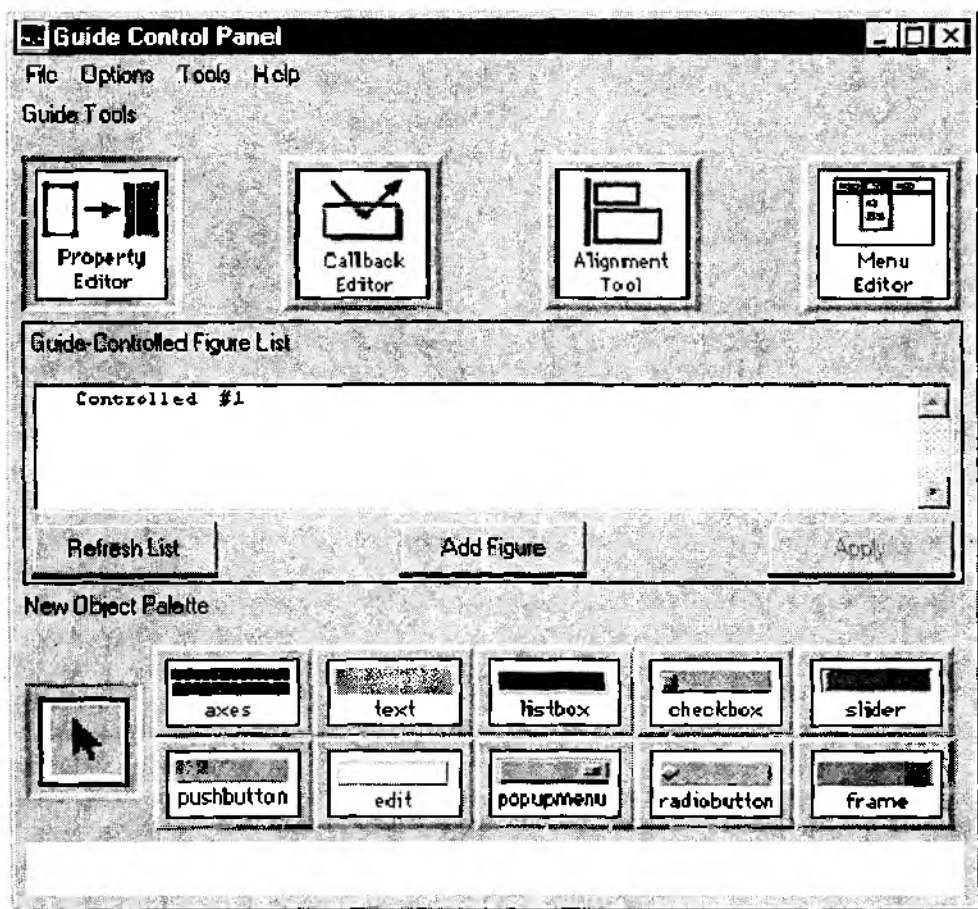 Guide Control Panel
File Options Tools Help
Guide Tools
Property Editor
Callback Editor
Alignment Tool
Menu Editor
Guide-Controlled Figure List
Controlled #1
Refresh List Add Figure Apply
New Object Palette
axes text listbox checkbox slider
pushbutton edit popupmenu radiobutton frame